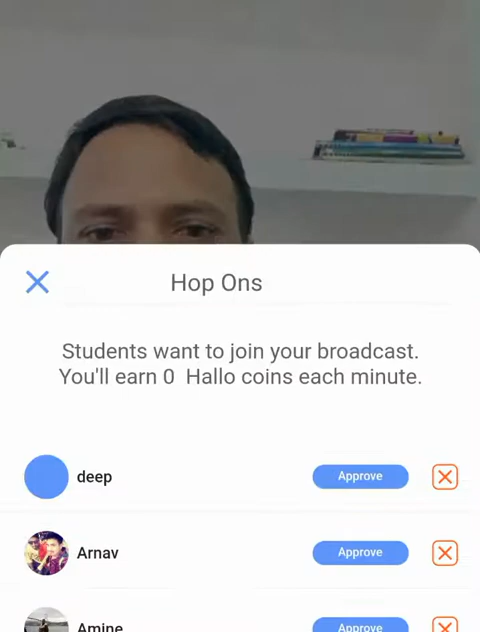 Hop Ons
Students want to join your broadcast.
You'll earn 0 Hallo coins each minute.
deep Approve
Arnav Approve
Amine Approve